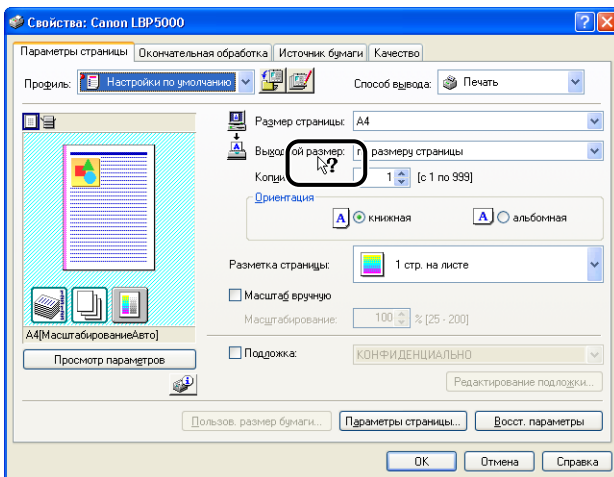 Свойства: Canon LBP5000
Параметры страницы Окончательная обработка Источник бумаги Качество
Профиль: Настройки по умолчанию Способ вывода: Печать
Размер страницы: A4
размер: размеру страницы
1 [с 1 по 999]
Ориентация
A книжная A альбомная
Разметка страницы: 1 стр. на листе
Масштаб вручную
Масштабирование: 100 % [25 - 200]
A4[МасштабированиеАвто]
Просмотр параметров
Подложка: КОНФИДЕНЦИАЛЬНО
Редактирование подложки...
Пользов. размер бумаги... Параметры страницы... Восст. параметры
OK Отмена Справка